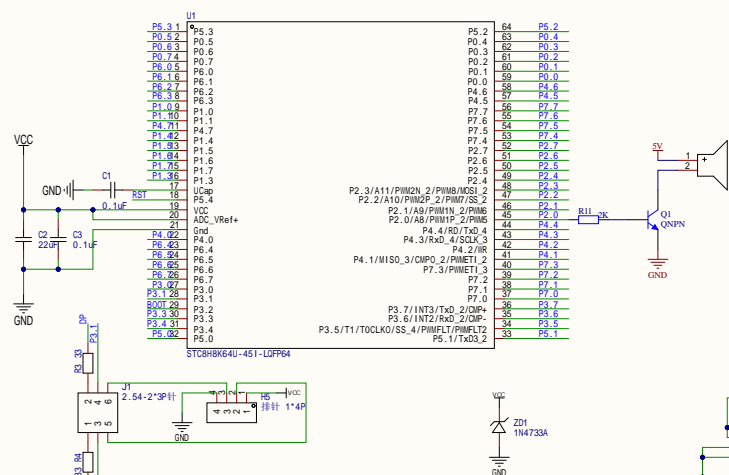 U1
P5.3 1 P5.3 P5.2 64 P5.2
P0.5 2 P0.5 P0.4 63 P0.4
P0.6 3 P0.6 P0.3 62 P0.3
P0.7 4 P0.7 P0.2 61 P0.2
P6.0 5 P6.0 P0.1 60 P0.1
P6.1 6 P6.1 P0.0 59 P0.0
P6.2 7 P6.2 P4.6 58 P4.6
P6.3 8 P6.3 P4.5 57 P4.5
P1.0 9 P1.0 P7.7 56 P7.7
P1.1 10 P1.1 P7.6 55 P7.6
P4.7 11 P4.7 P7.5 54 P7.5
P1.4 12 P1.4 P7.4 53 P7.4
P1.5 13 P1.5 P2.7 52 P2.7
P1.6 14 P1.6 P2.6 51 P2.6
P1.7 15 P1.7 P2.5 50 P2.5
P1.3 16 P1.3 P2.4 49 P2.4
17 UCap P2.3/A11/PWM2N_2/PWM8/MOSI_2 48 P2.3
RST 18 P5.4 P2.2/A10/PWM2P_2/PWM7/SS_2 47 P2.2
19 VCC P2.1/A9/PWM1N_2/PWM6 46 P2.1
20 ADC_VRef+ P2.0/A8/PWM1P_2/PWM5 45 P2.0
21 Gnd P4.4/RD/TxD_4 44 P4.4
P4.0 22 P4.0 P4.3/RxD_4/SCLK_3 43 P4.3
P6.4 23 P6.4 P4.2/WR 42 P4.2
P6.5 24 P6.5 P4.1/MISO_3/CMPO_2/PWMETI_2 41 P4.1
P6.6 25 P6.6 P7.3/PWMETI_3 40 P7.3
P6.7 26 P6.7 P7.2 39 P7.2
P3.0 27 P3.0 P7.1 38 P7.1
P3.1 28 P3.1 P7.0 37 P7.0
BOOT 29 P3.2 P3.7/INT3/TxD_2/CMP+ 36 P3.7
P3.3 30 P3.3 P3.6/INT2/RxD_2/CMP- 35 P3.6
P3.4 31 P3.4 P3.5/T1/TOCLKO/SS_4/PWMFLT/PWMFLT2 34 P3.5
P5.0 32 P5.0 P5.1/TxD3_2 33 P5.1
STC8H8K64U-45I-LQFP64
VCC
GND
C1
0.1uF
C2
22uF
C3
0.1uF
GND
R11 2K
5V
1
2
+
Q1
QNPN
GND
DP
P3.1
R3 33
J1
2.54-2*3P针
2 4 6
1 3 5
R4
GND
4 3 2 1
4 3 2 1
H5
排针 1*4P
VCC
VCC
ZD1
1N4733A
GND